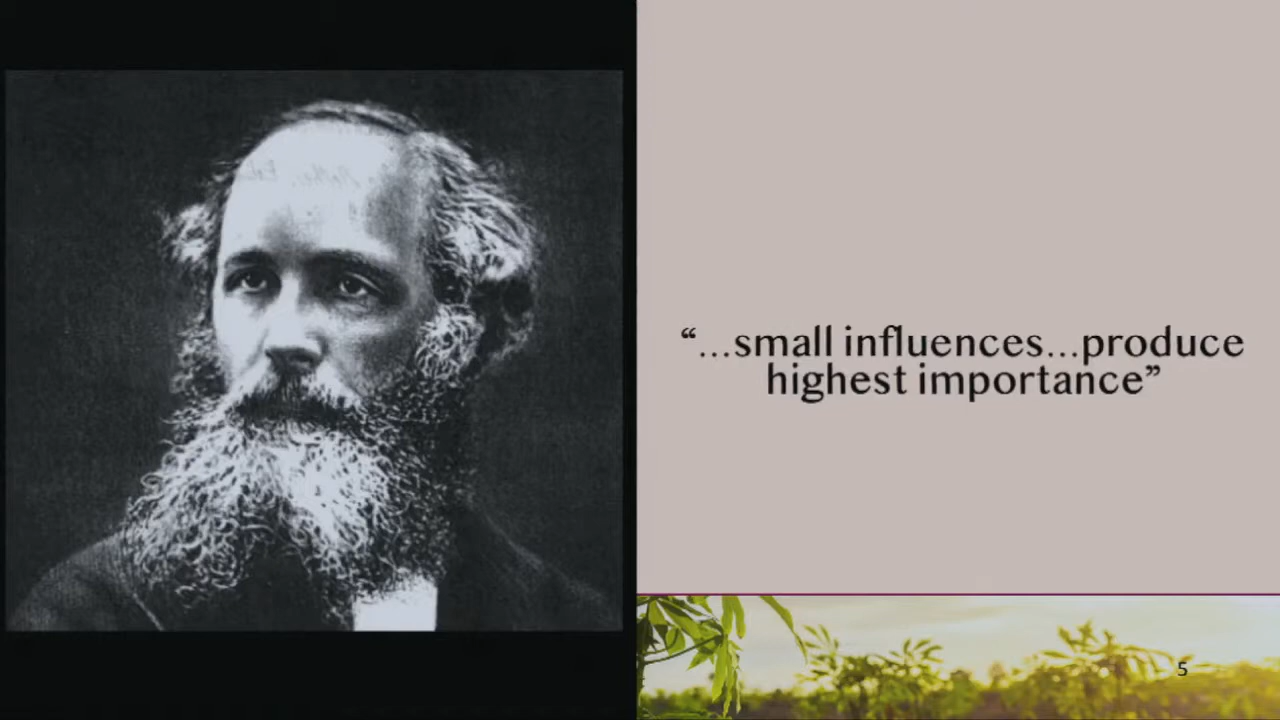 “...small influences...produce
highest importance”
5